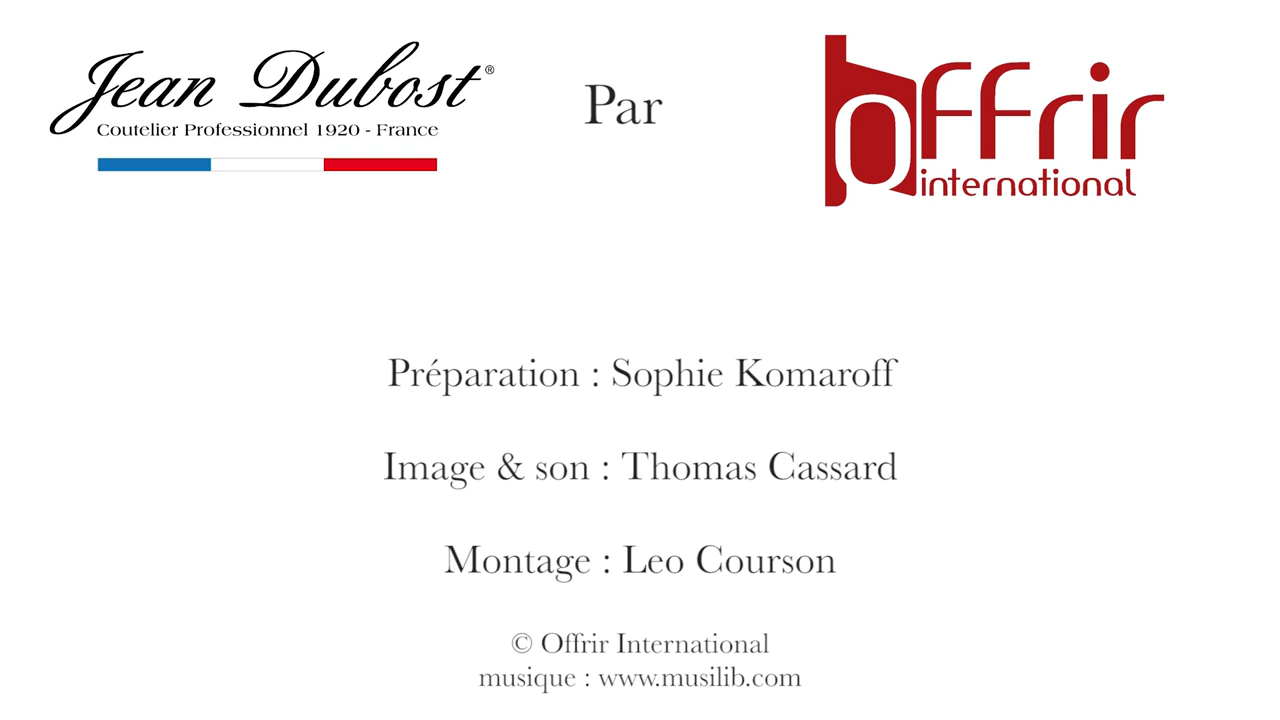 Jean Dubost®
Coutelier Professionnel 1920 - France
Par
offrir
international
Préparation : Sophie Komaroff
Image & son : Thomas Cassard
Montage : Leo Courson
© Offrir International
musique : www.musilib.com